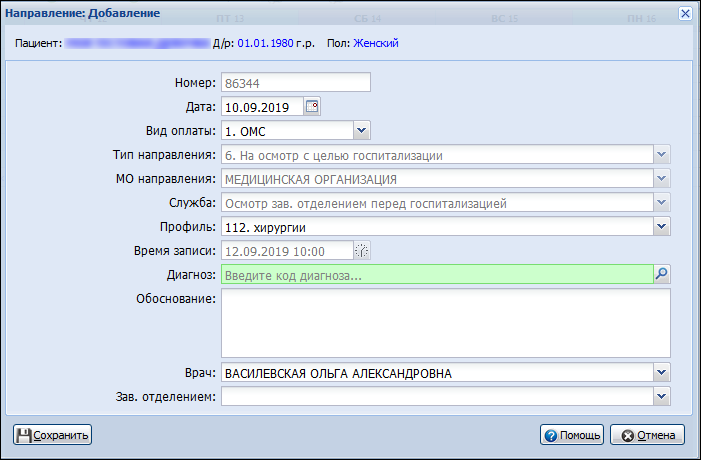 Направление: Добавление
ПТ 13 СБ 14 ВС 15 ПН 16
Пациент: Д/р: 01.01.1980 г.р. Пол: Женский
Номер: 86344
Дата: 10.09.2019
Вид оплаты: 1. ОМС
Тип направления: 6. На осмотр с целью госпитализации
МО направления: МЕДИЦИНСКАЯ ОРГАНИЗАЦИЯ
Служба: Осмотр зав. отделением перед госпитализацией
Профиль: 112. хирургии
Время записи: 12.09.2019 10:00
Диагноз: Введите код диагноза...
Обоснование:
Врач: ВАСИЛЕВСКАЯ ОЛЬГА АЛЕКСАНДРОВНА
Зав. отделением:
Сохранить Помощь Отмена